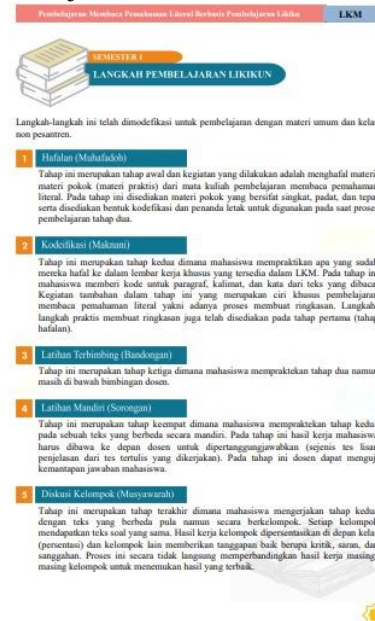 Pembelajaran Membaca Pemahaman Literal Berbasis Pembelajaran Likikun
LKM
SEMESTER 1
LANGKAH PEMBELAJARAN LIKIKUN
Langkah-langkah ini telah dimodefikasi untuk pembelajaran dengan materi umum dan kela
non pesantren.
1 Hafalan (Muhafadoh)
Tahap ini merupakan tahap awal dan kegiatan yang dilakukan adalah menghafal materi
materi pokok (materi praktis) dari mata kuliah pembelajaran membaca pemahaman
literal. Pada tahap ini disediakan materi pokok yang bersifat singkat, padat, dan tepa
serta disediakan bentuk kodefikasi dan penanda letak untuk digunakan pada saat prose
pembelajaran tahap dua.
2 Kodefikasi (Maknani)
Tahap ini merupakan tahap kedua dimana mahasiswa mempraktikan apa yang sudal
mereka hafal ke dalam lembar kerja khusus yang tersedia dalam LKM. Pada tahap in
mahasiswa memberi kode untuk paragraf, kalimat, dan kata dari teks yang dibaca
Kegiatan tambahan dalam tahap ini yang merupakan ciri khusus pembelajara
membaca pemahaman literal yakni adanya proses membuat ringkasan. Langkah
langkah praktis membuat ringkasan juga telah disediakan pada tahap pertama (tahap
hafalan).
3 Latihan Terbimbing (Bandongan)
Tahap ini merupakan tahap ketiga dimana mahasiswa mempraktekan tahap dua namu
masih di bawah bimbingan dosen.
4 Latihan Mandiri (Sorongan)
Tahap ini merupakan tahap keempat dimana mahasiswa mempraktekan tahap kedu
pada sebuah teks yang berbeda secara mandiri. Pada tahap ini hasil kerja mahasisw
harus dibawa ke depan dosen untuk dipertanggungjawabkan (sejenis tes lisa
penjelasan dari tes tertulis yang dikerjakan). Pada tahap ini dosen dapat menguj
kemantapan jawaban mahasiswa.
5 Diskusi Kelompok (Musyawarah)
Tahap ini merupakan tahap terakhir dimana mahasiswa mengerjakan tahap kedu
dengan teks yang berbeda pula namun secara berkelompok. Setiap kelompol
mendapatkan teks soal yang sama. Hasil kerja kelompok dipersentasikan di depan kela
(persentasi) dan kelompok lain memberikan tanggapan baik berupa kritik, saran, da
sanggahan. Proses ini secara tidak langsung memperbandingkan hasil kerja masing
masing kelompok untuk menemukan hasil yang terbaik.